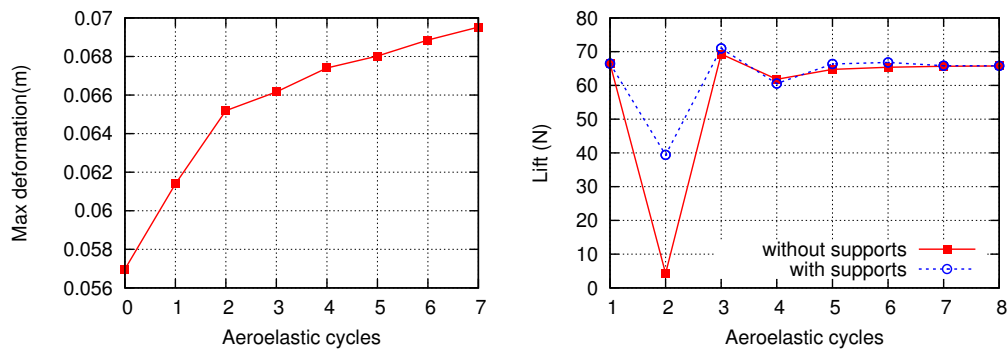 Max deformation(m)
0.07
0.068
0.066
0.064
0.062
0.06
0.058
0.056
0 1 2 3 4 5 6 7
Aeroelastic cycles
Lift (N)
80
70
60
50
40
30
20
10
0
without supports
with supports
1 2 3 4 5 6 7 8
Aeroelastic cycles